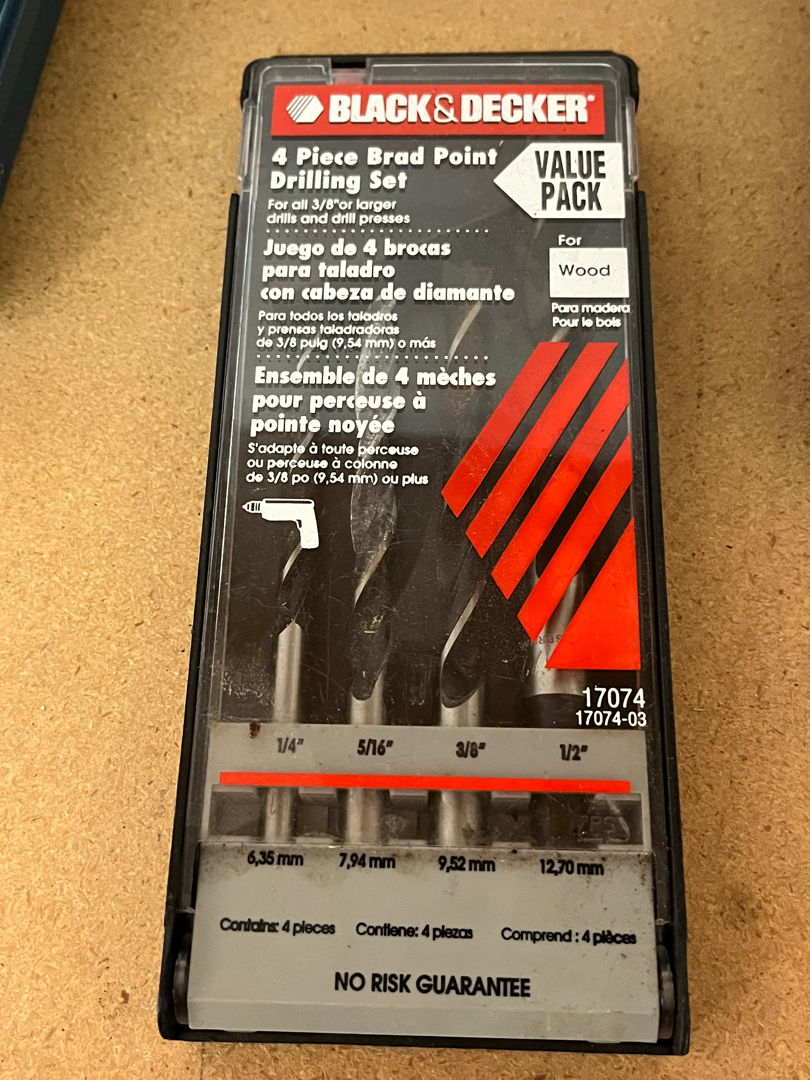 BLACK & DECKER®
4 Piece Brad Point
Drilling Set
VALUE
PACK
For all 3/8"or larger
drills and drill presses
For
Wood
Para madera
Pour le bois
Juego de 4 brocas
para taladro
con cabeza de diamante
Para todos los taladros
y prensas taladradoras
de 3/8 pulg (9,54 mm) o más
Ensemble de 4 mèches
pour perceuse à
pointe noyée
S'adapte à toute perceuse
ou perceuse à colonne
de 3/8 po (9,54 mm) ou plus
17074
17074-03
1/4" 5/16" 3/8" 1/2"
6,35 mm 7,94 mm 9,52 mm 12,70 mm
Contains: 4 pieces Contiene: 4 piezas Comprend : 4 pièces
NO RISK GUARANTEE